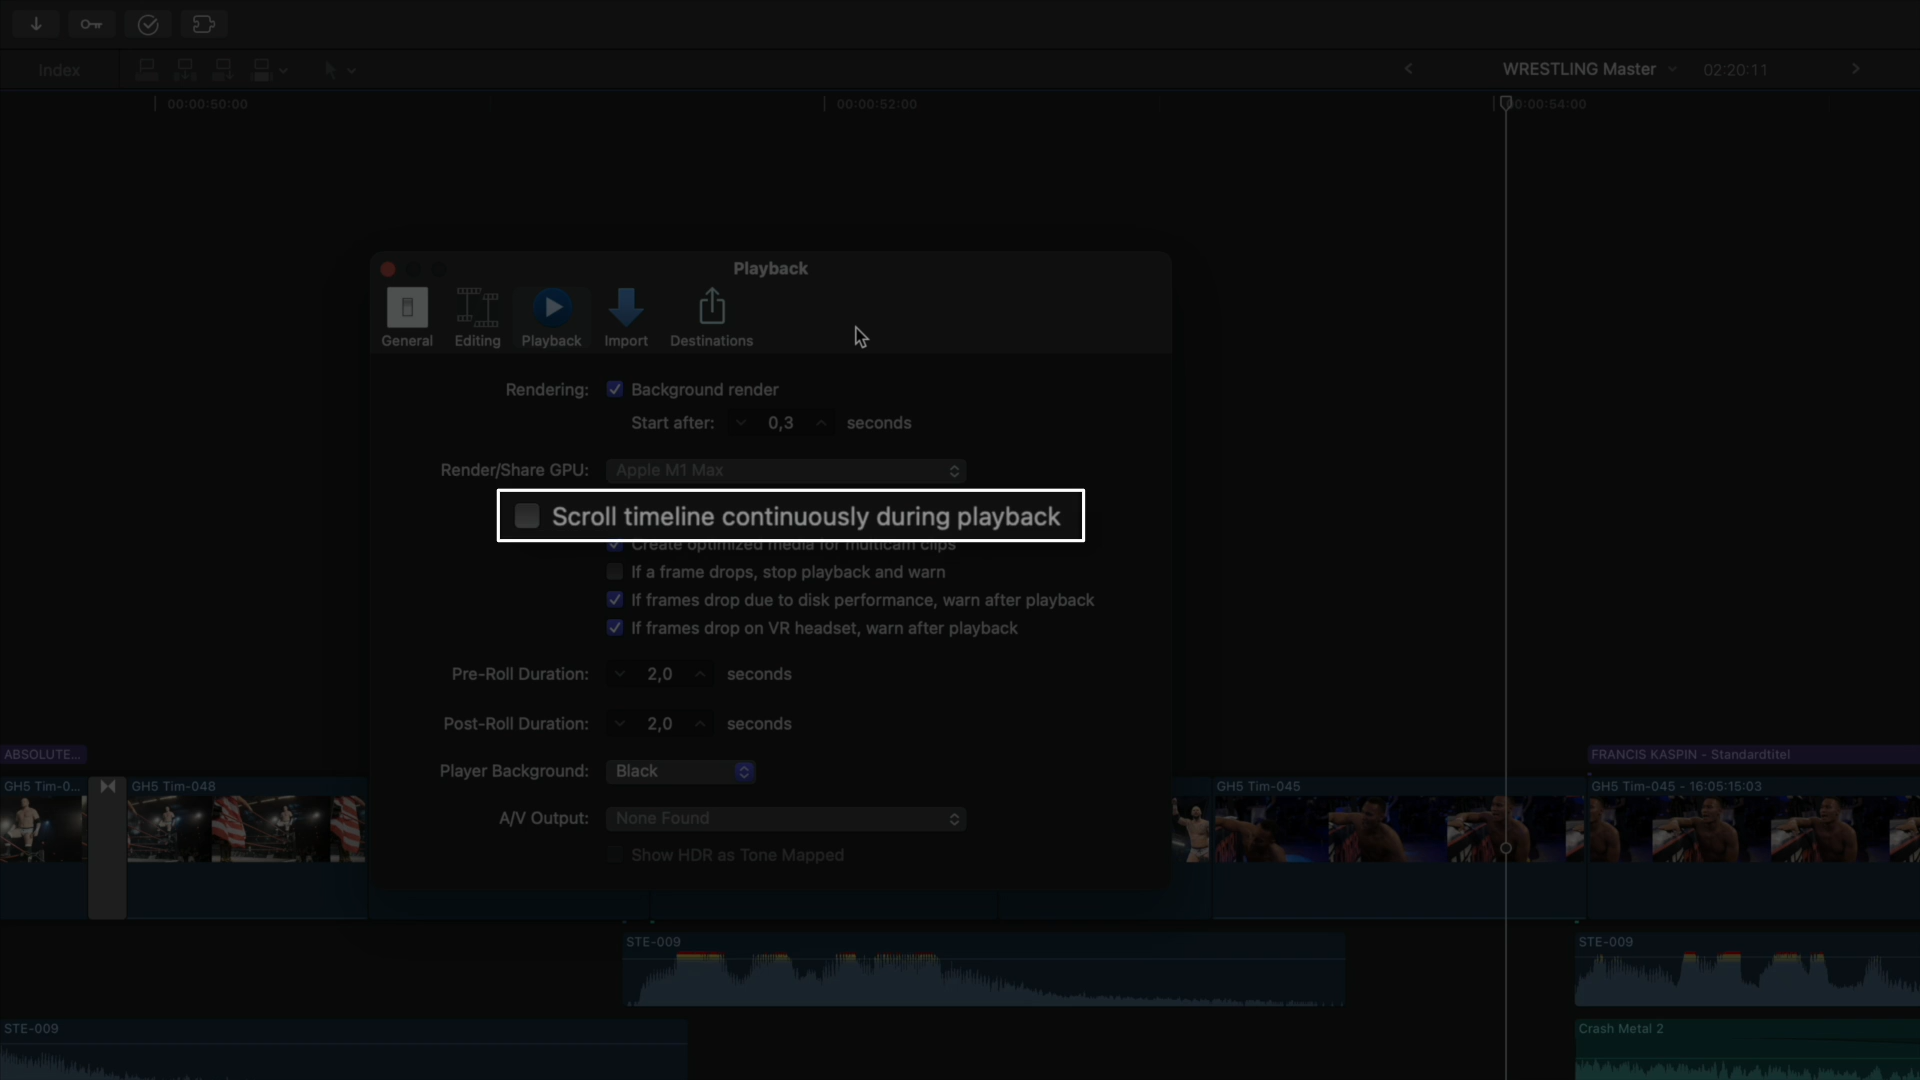 Index
WRESTLING Master
02:20:11
00:00:50:00
00:00:52:00
00:00:54:00
Playback
General
Editing
Playback
Import
Destinations
Rendering:
Background render
Start after:
0,3
seconds
Render/Share GPU:
Apple M1 Max
Scroll timeline continuously during playback
Create optimized media for multicam clips
If a frame drops, stop playback and warn
If frames drop due to disk performance, warn after playback
If frames drop on VR headset, warn after playback
Pre-Roll Duration:
2,0
seconds
Post-Roll Duration:
2,0
seconds
Player Background:
Black
A/V Output:
None Found
Show HDR as Tone Mapped
ABSOLUTE...
FRANCIS KASPIN - Standardtitel
GH5 Tim-0...
GH5 Tim-048
GH5 Tim-045
GH5 Tim-045 - 16:05:15:03
STE-009
STE-009
STE-009
Crash Metal 2